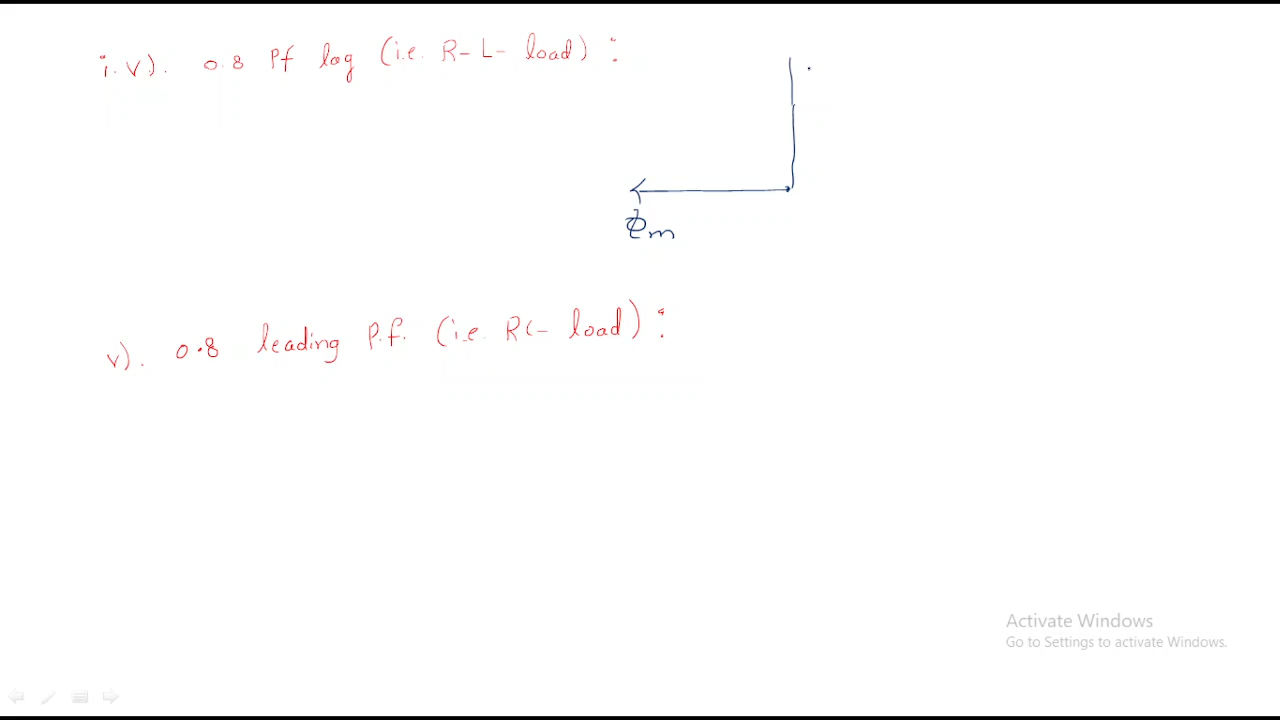 i.v). 0.8 Pf lag (i.e. R-L- load) :
Φm
v). 0.8 leading P.f. (i.e. RC- load) :
Activate Windows
Go to Settings to activate Windows.